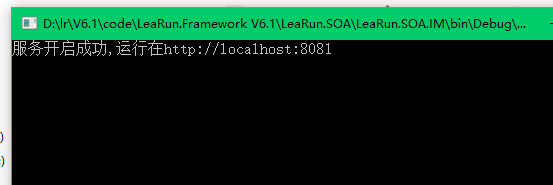 D:\lr\V6.1\code\LeaRun.Framework V6.1\LeaRun.SOA\LeaRun.SOA.IM\bin\Debug\...
服务开启成功,运行在http://localhost:8081
)
)